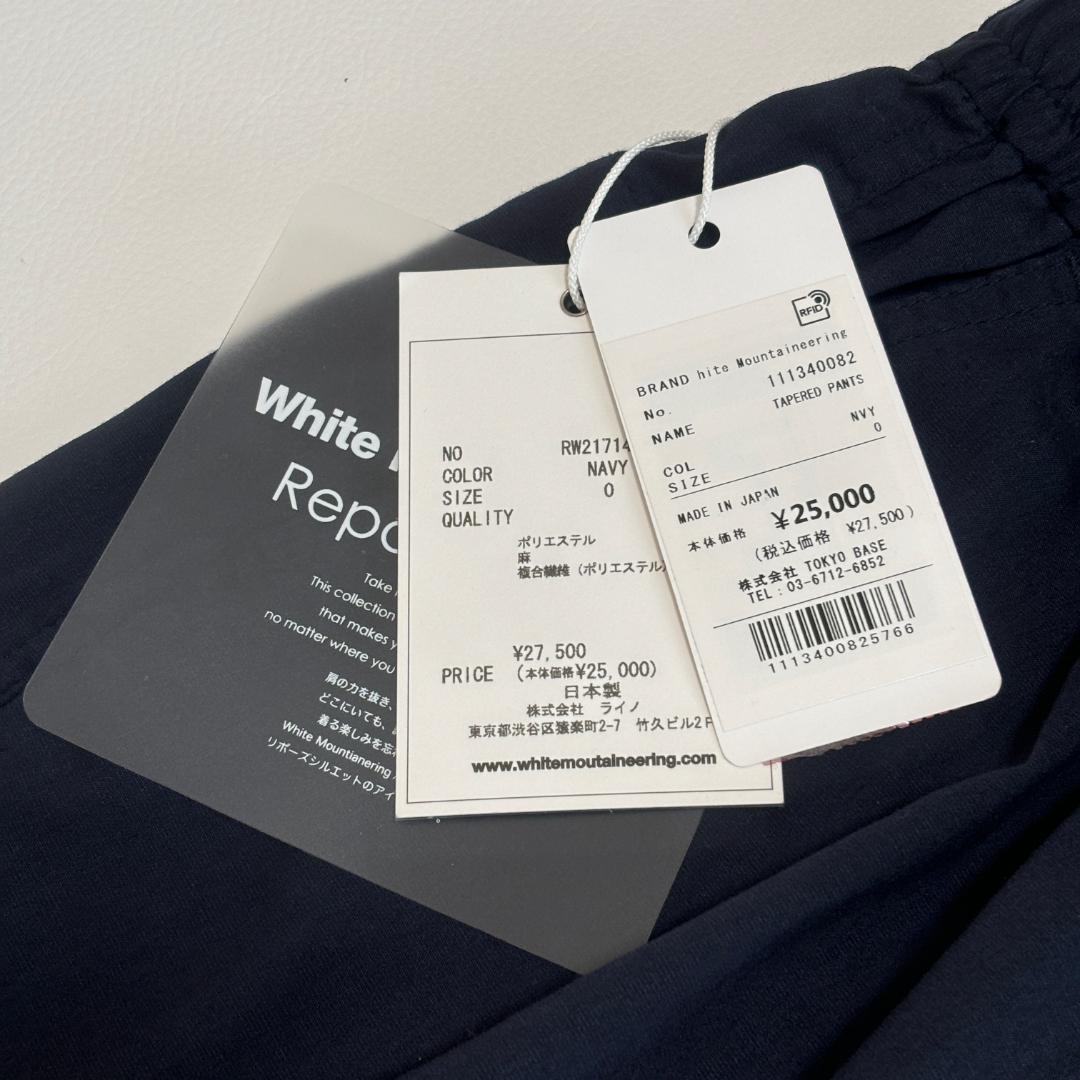 White
Repo
Take
This collection
that makes
no matter where you
肩の力を抜き、
どこにいても、
着る楽しみを忘
White Mountianering
リポーズシルエットのアイ
NO RW21714
COLOR NAVY
SIZE 0
QUALITY
ポリエステル
麻
複合繊維（ポリエステル
¥27,500
PRICE (本体価格¥25,000)
日本製
株式会社 ライノ
東京都渋谷区猿楽町2-7 竹久ビル2F
www.whitemoutaineering.com
RFID
BRAND hite Mountaineering
No. 111340082
NAME TAPERED PANTS
COL NVY
SIZE 0
MADE IN JAPAN
本体価格 ¥25,000
(税込価格 ¥27,500)
株式会社 TOKYO BASE
TEL:03-6712-6852
1113400825766